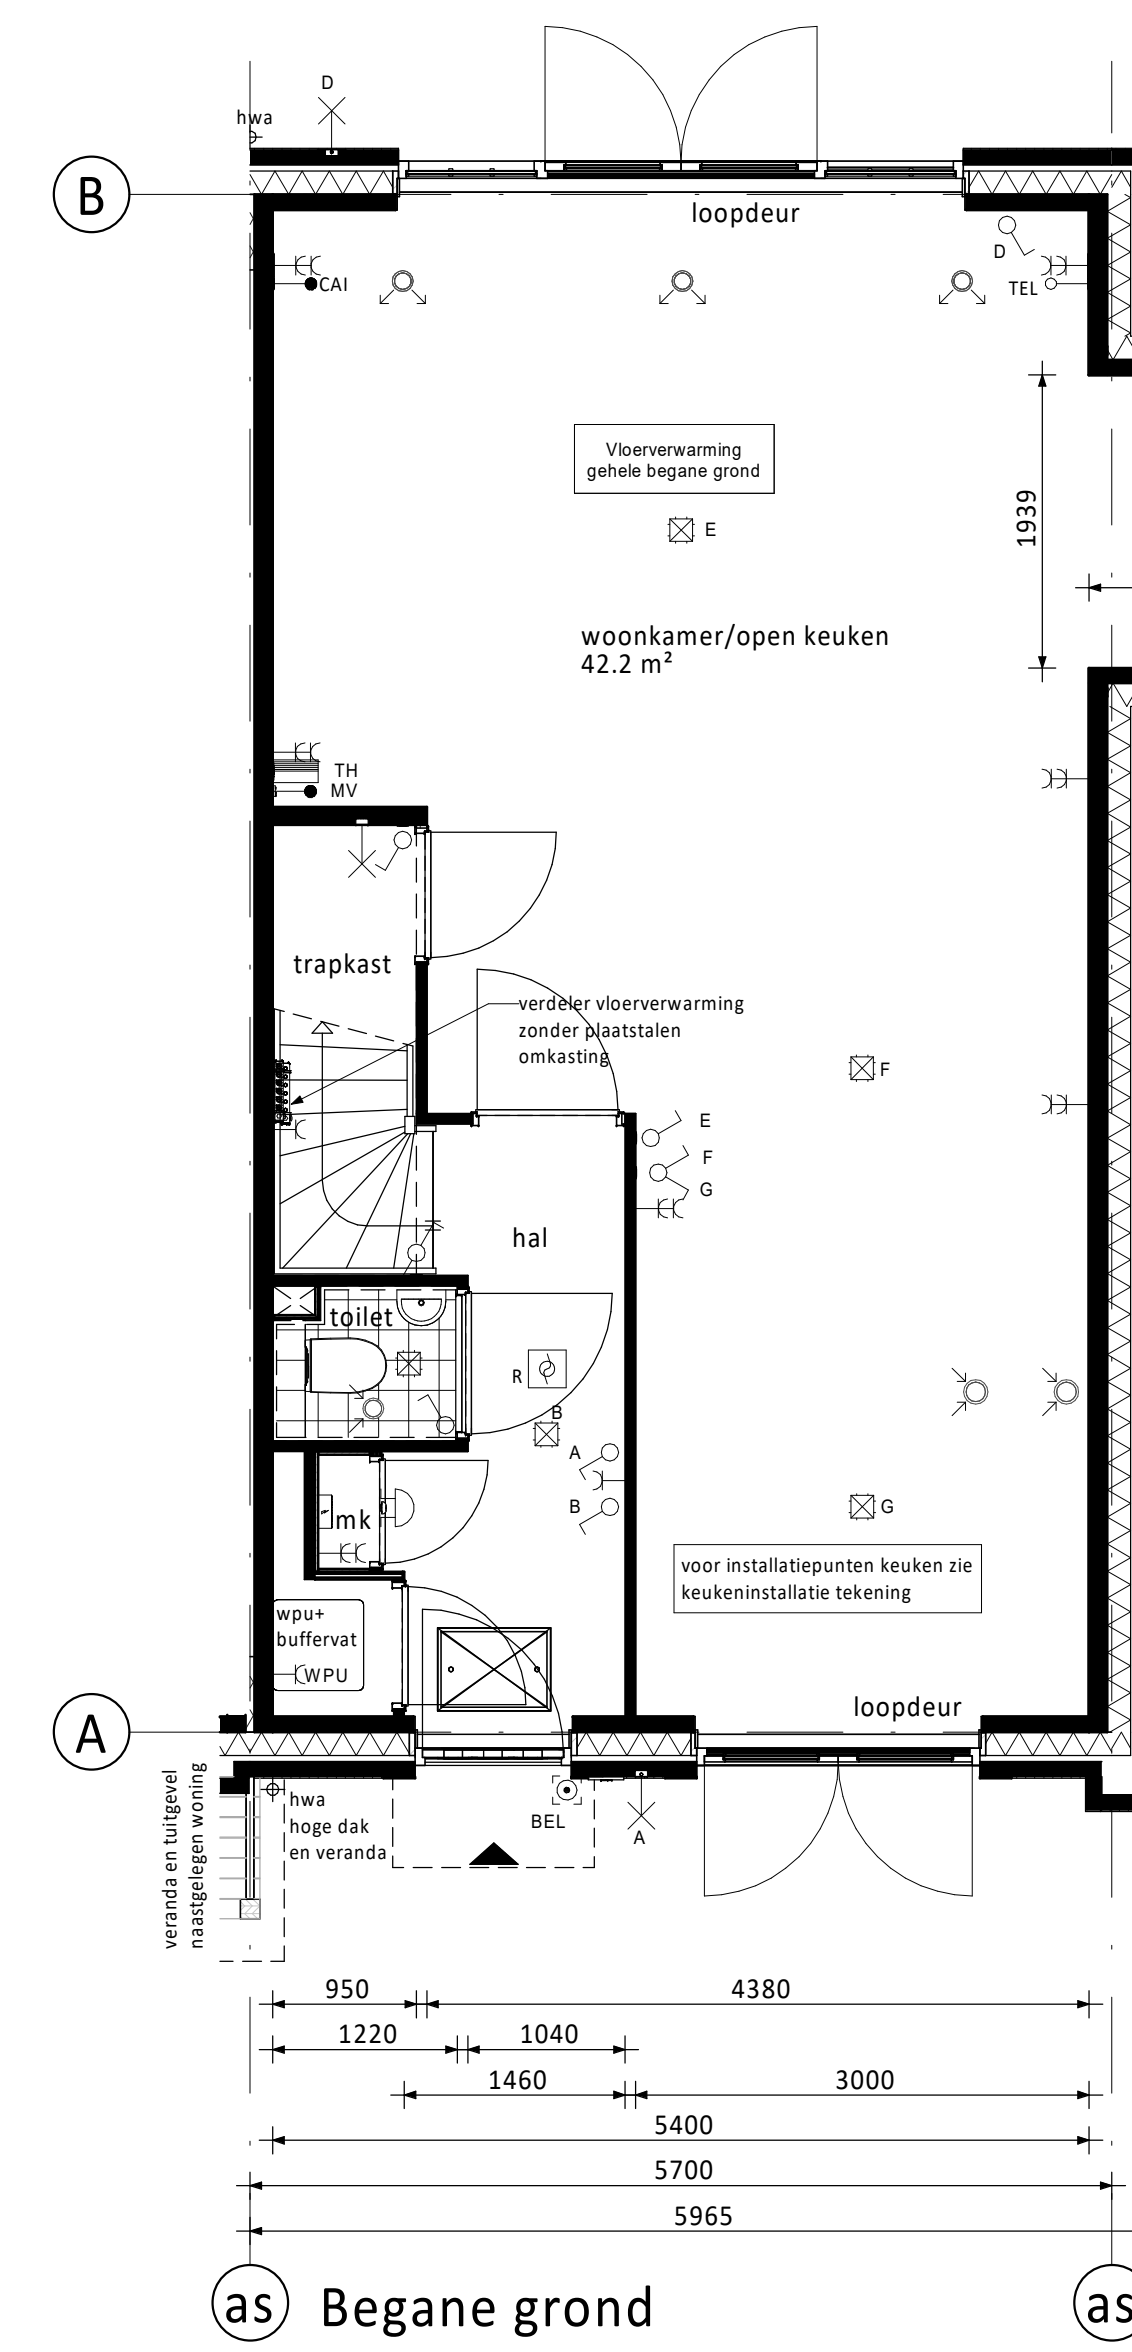 D
hwa
B
loopdeur
D
CAI
TEL
Vloerverwarming
gehele begane grond
1939
E
woonkamer/open keuken
42.2 m²
TH
MV
trapkast
verdeler vloerverwarming
zonder plaatstalen
omkasting
F
E
F
G
hal
toilet
R
B
A
B
G
mk
voor installatiepunten keuken zie
keukeninstallatie tekening
wpu+
buffervat
WPU
loopdeur
A
veranda en tuitgevel
naastgelegen woning
hwa
hoge dak
en veranda
BEL
A
950
4380
1220
1040
1460
3000
5400
5700
5965
as
Begane grond
as